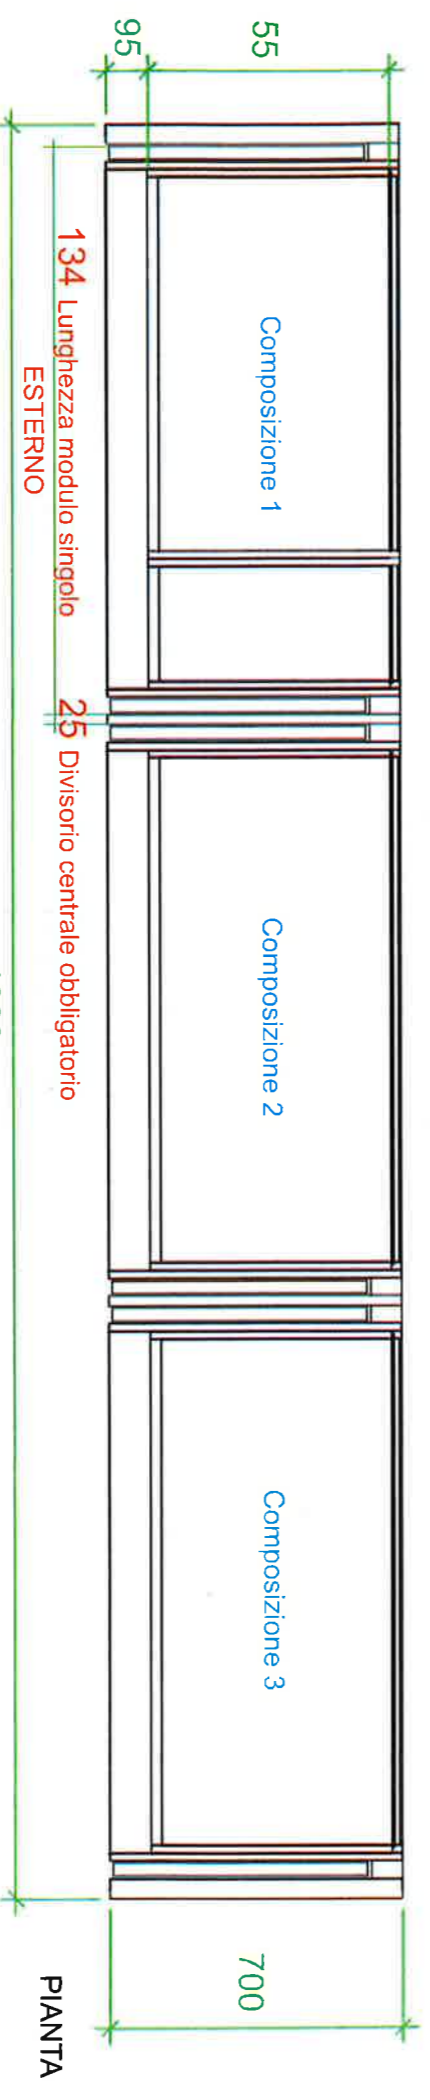 95
55
Composizione 1
Composizione 2
Composizione 3
134 Lunghezza modulo singolo
ESTERNO
25 Divisorio centrale obbligatorio
700
PIANTA